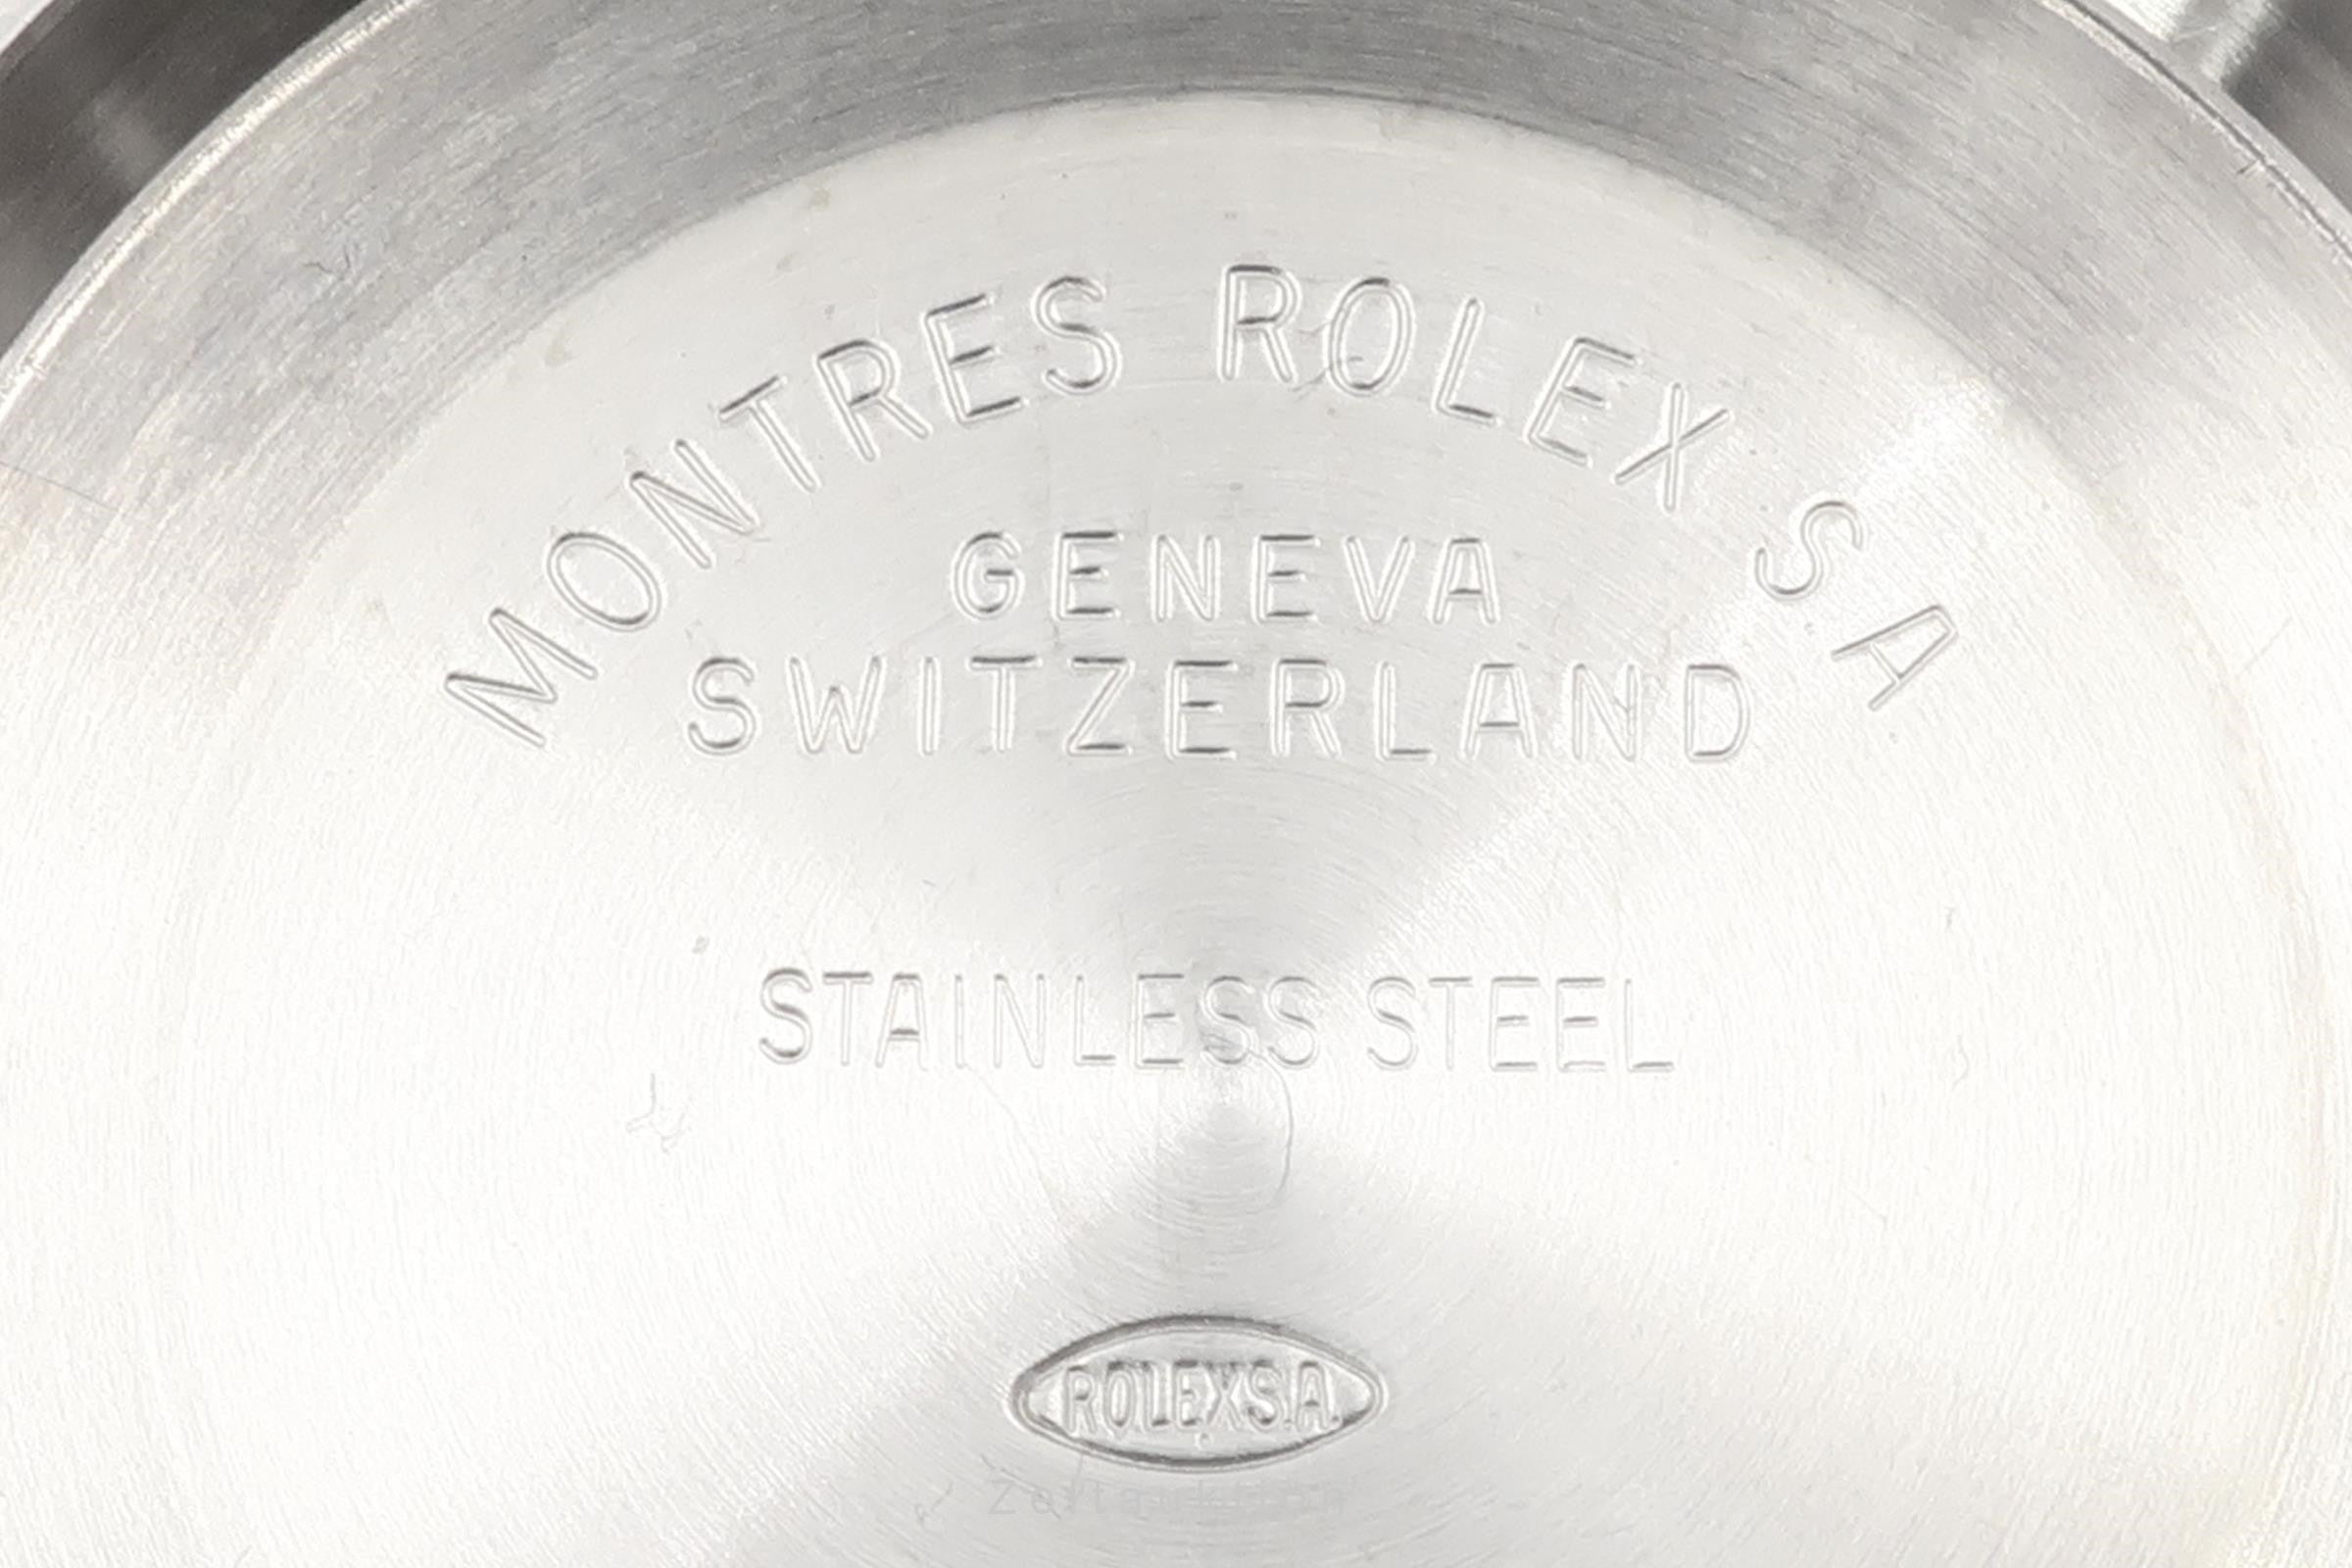 MONTRES ROLEX S A
GENEVA
SWITZERLAND
STAINLESS STEEL
ROLEX S.A.